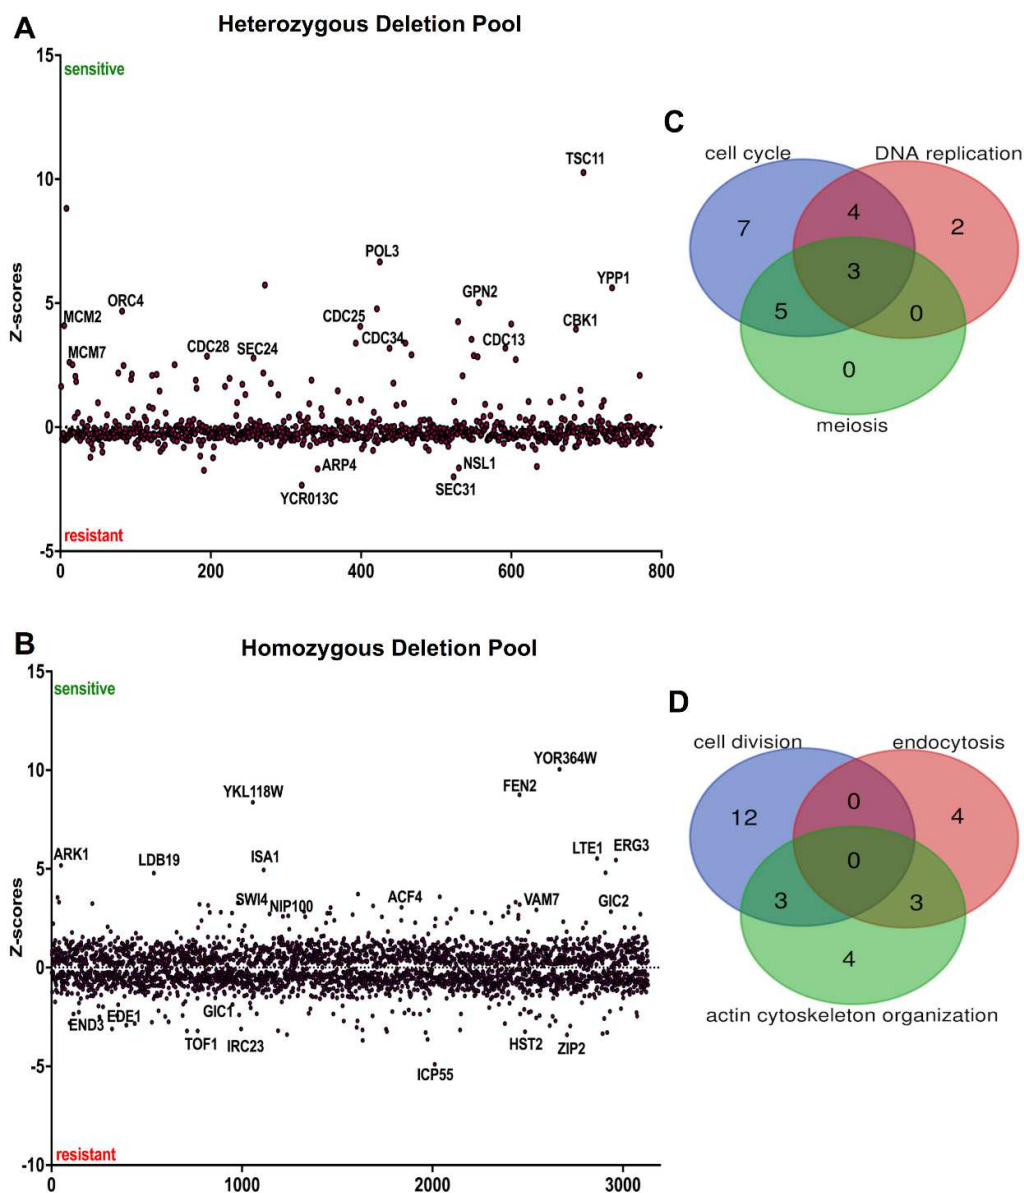 A
Heterozygous Deletion Pool
15
sensitive
TSC11
10
POL3
YPP1
GPN2
5
ORC4
MCM2
CDC25
CBK1
CDC34
CDC13
MCM7
CDC28
SEC24
Z-scores
0
ARP4
NSL1
SEC31
YCR013C
resistant
-5
0
200
400
600
800
C
cell cycle
DNA replication
7
4
2
3
5
0
0
meiosis
B
Homozygous Deletion Pool
15
sensitive
YOR364W
10
FEN2
YKL118W
ARK1
LDB19
ISA1
LTE1
ERG3
5
SWI4
NIP100
ACF4
VAM7
GIC2
Z-scores
0
END3
EDE1
GIC1
TOF1
IRC23
HST2
ZIP2
-5
ICP55
resistant
-10
0
1000
2000
3000
D
cell division
endocytosis
12
0
4
0
3
3
4
actin cytoskeleton organization